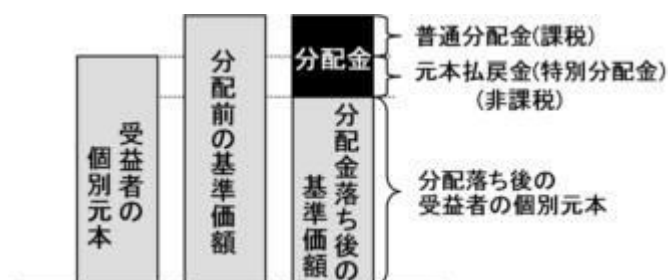 受益者の
個別元本
分配前の基準価額
分配金
分配金落ち後の
基準価額
普通分配金(課税)
元本払戻金(特別分配金)
(非課税)
分配落ち後の
受益者の個別元本